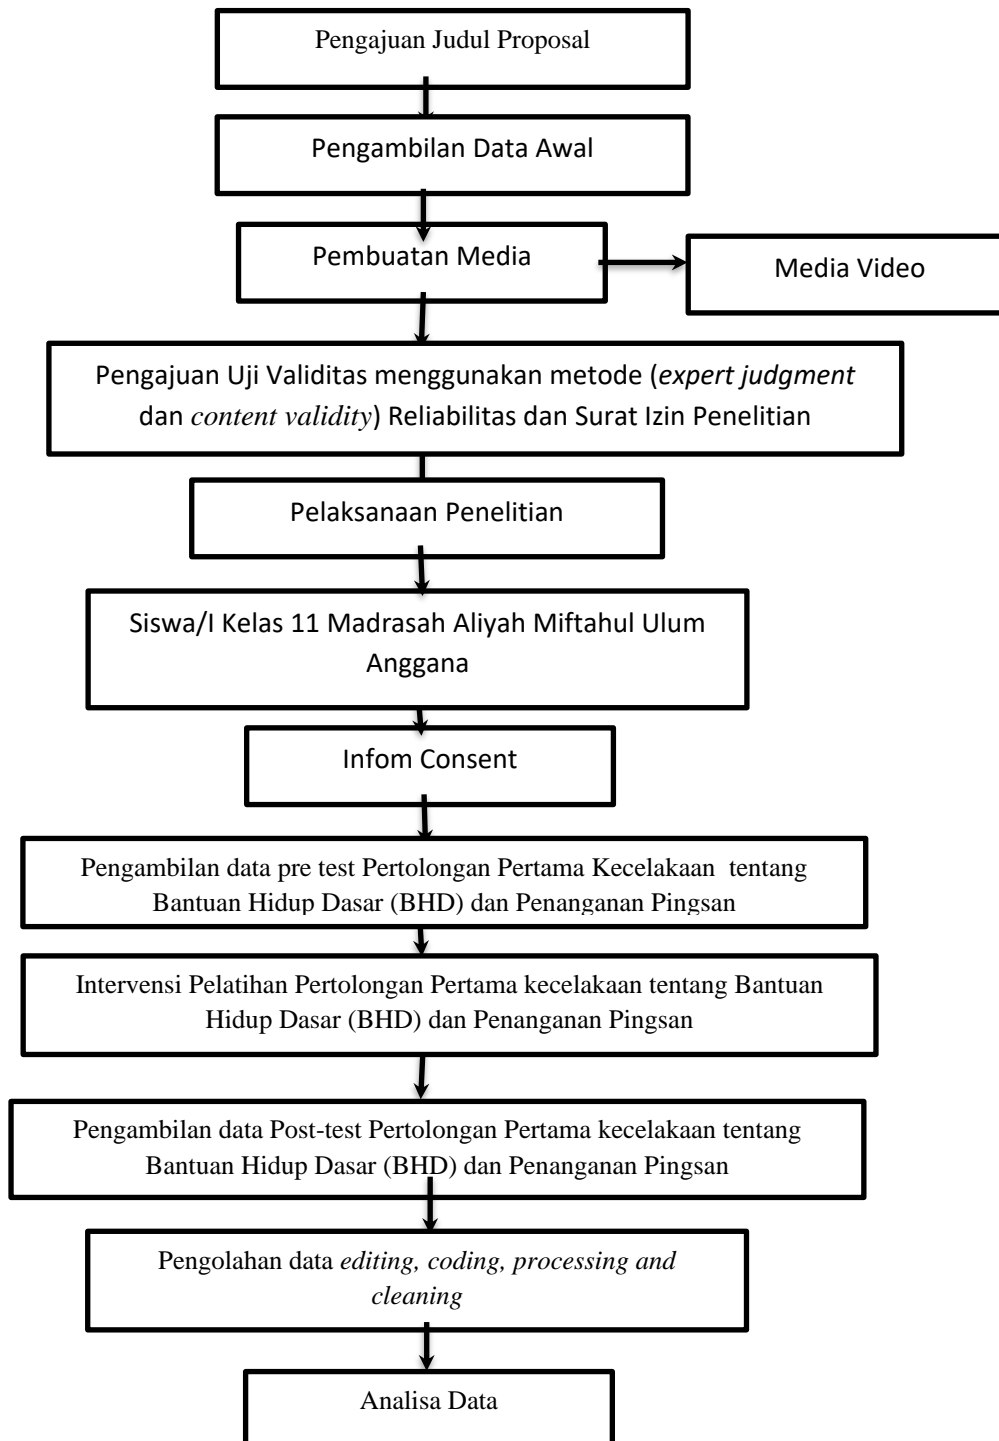 Pengajuan Judul Proposal
Pengambilan Data Awal
Pembuatan Media
Media Video
Pengajuan Uji Validitas menggunakan metode (expert judgment
dan content validity) Reliabilitas dan Surat Izin Penelitian
Pelaksanaan Penelitian
Siswa/I Kelas 11 Madrasah Aliyah Miftahul Ulum
Anggana
Infom Consent
Pengambilan data pre test Pertolongan Pertama Kecelakaan tentang
Bantuan Hidup Dasar (BHD) dan Penanganan Pingsan
Intervensi Pelatihan Pertolongan Pertama kecelakaan tentang Bantuan
Hidup Dasar (BHD) dan Penanganan Pingsan
Pengambilan data Post-test Pertolongan Pertama kecelakaan tentang
Bantuan Hidup Dasar (BHD) dan Penanganan Pingsan
Pengolahan data editing, coding, processing and
cleaning
Analisa Data